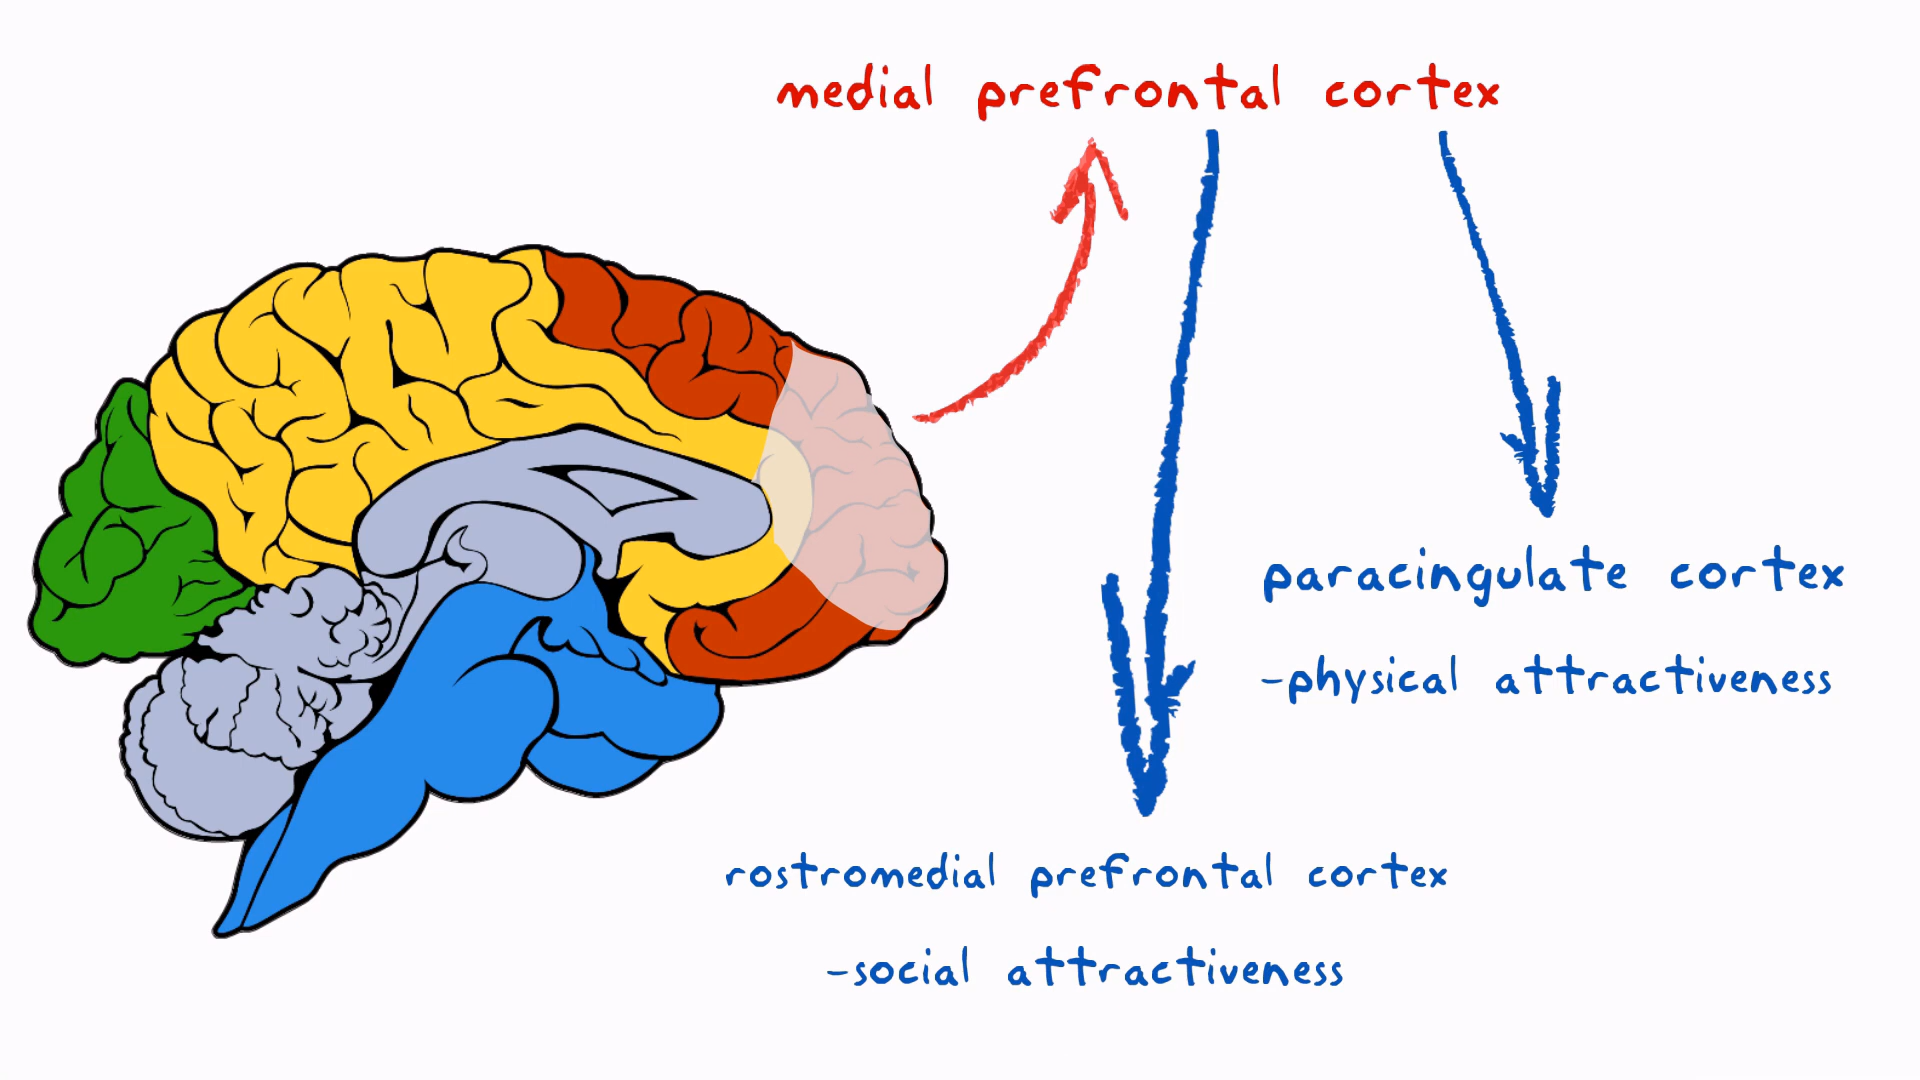 medial prefrontal cortex
paracingulate cortex
-physical attractiveness
rostromedial prefrontal cortex
-social attractiveness